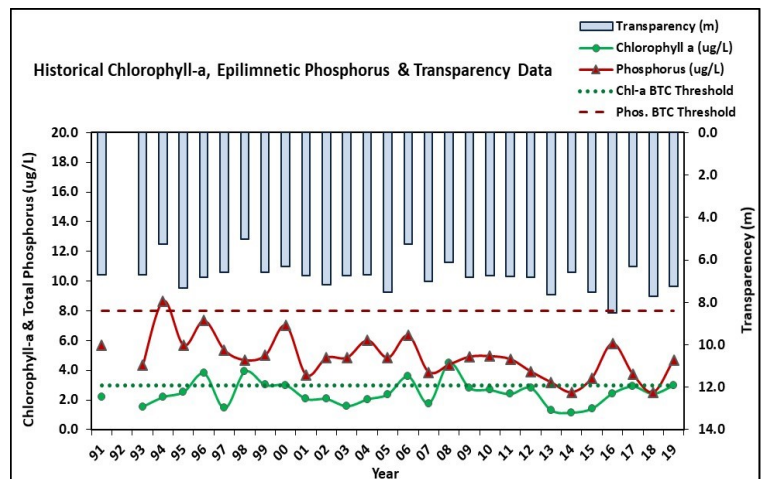 Transparency (m)
Chlorophyll a (ug/L)
Historical Chlorophyll-a, Epilimnetic Phosphorus & Transparency Data
Phosphorus (ug/L)
Chl-a BTC Threshold
Phos. BTC Threshold
Chlorophyll-a & Total Phosphorus (ug/L)
20.0
18.0
16.0
14.0
12.0
10.0
8.0
6.0
4.0
2.0
0.0
0.0
2.0
4.0
6.0
8.0
10.0
12.0
14.0
Transparencey (m)
91 92 93 94 95 96 97 98 99 00 01 02 03 04 05 06 07 08 09 10 11 12 13 14 15 16 17 18 19
Year